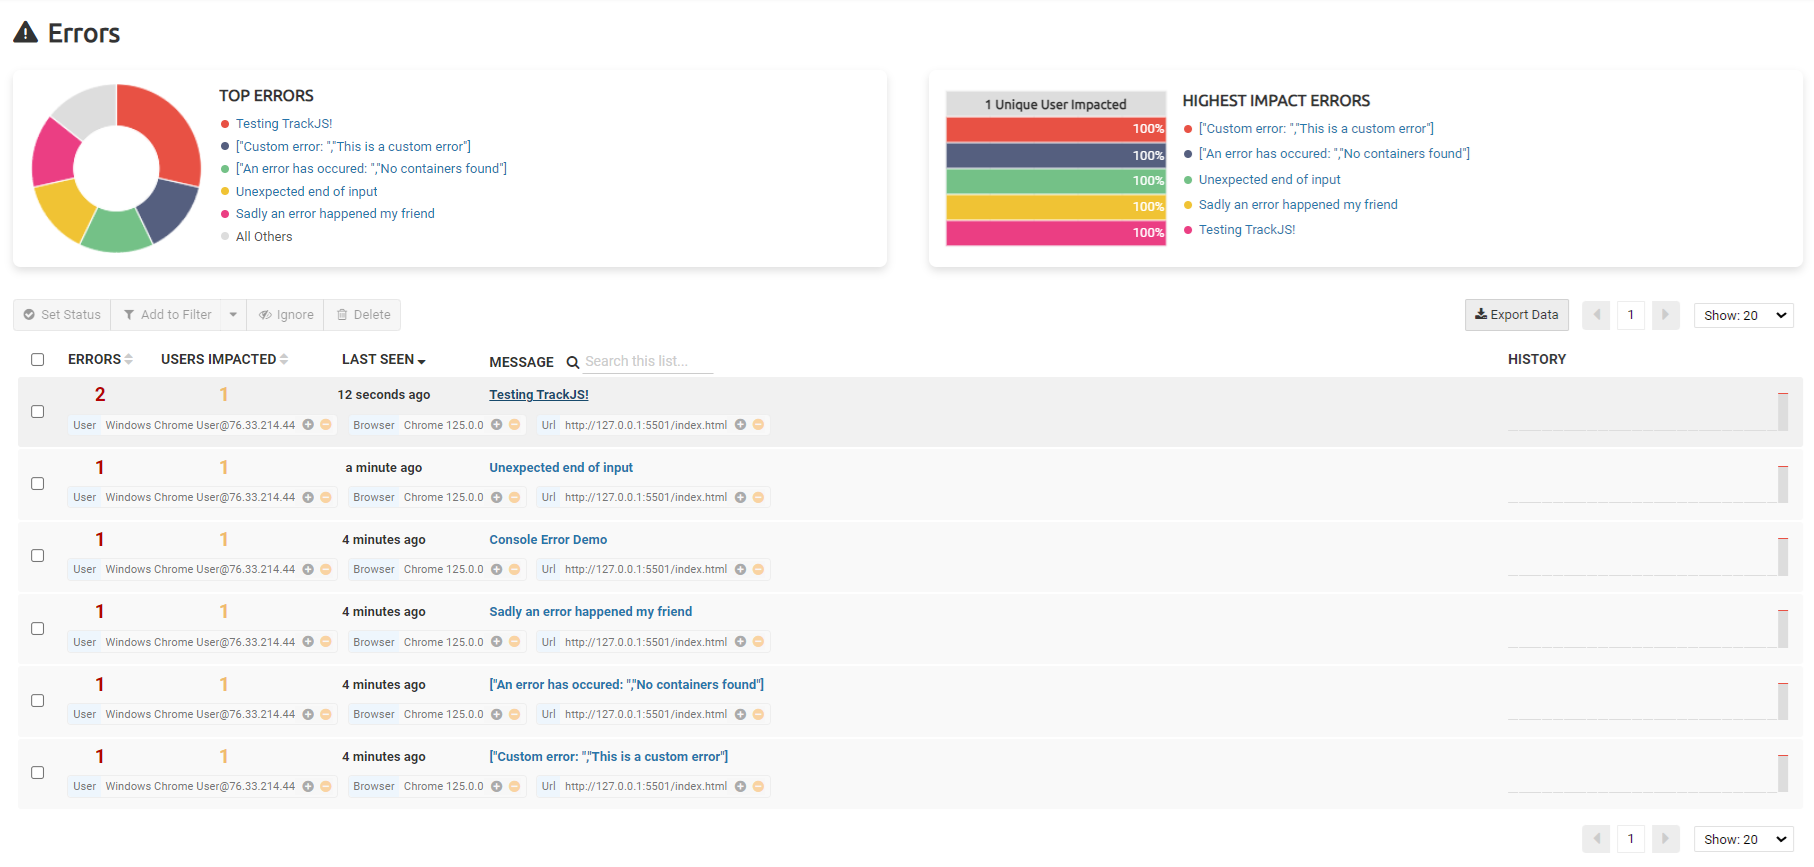 Errors
TOP ERRORS
Testing TrackJS!
["Custom error: ","This is a custom error"]
["An error has occured: ","No containers found"]
Unexpected end of input
Sadly an error happened my friend
All Others
1 Unique User Impacted
100%
100%
100%
100%
100%
HIGHEST IMPACT ERRORS
["Custom error: ","This is a custom error"]
["An error has occured: ","No containers found"]
Unexpected end of input
Sadly an error happened my friend
Testing TrackJS!
Set Status Add to Filter Ignore Delete Export Data 1 Show: 20
ERRORS USERS IMPACTED LAST SEEN MESSAGE Search this list... HISTORY
2 1 12 seconds ago Testing TrackJS!
User Windows Chrome User@76.33.214.44 Browser Chrome 125.0.0 Url http://127.0.0.1:5501/index.html
1 1 a minute ago Unexpected end of input
User Windows Chrome User@76.33.214.44 Browser Chrome 125.0.0 Url http://127.0.0.1:5501/index.html
1 1 4 minutes ago Console Error Demo
User Windows Chrome User@76.33.214.44 Browser Chrome 125.0.0 Url http://127.0.0.1:5501/index.html
1 1 4 minutes ago Sadly an error happened my friend
User Windows Chrome User@76.33.214.44 Browser Chrome 125.0.0 Url http://127.0.0.1:5501/index.html
1 1 4 minutes ago ["An error has occured: ","No containers found"]
User Windows Chrome User@76.33.214.44 Browser Chrome 125.0.0 Url http://127.0.0.1:5501/index.html
1 1 4 minutes ago ["Custom error: ","This is a custom error"]
User Windows Chrome User@76.33.214.44 Browser Chrome 125.0.0 Url http://127.0.0.1:5501/index.html
1 Show: 20